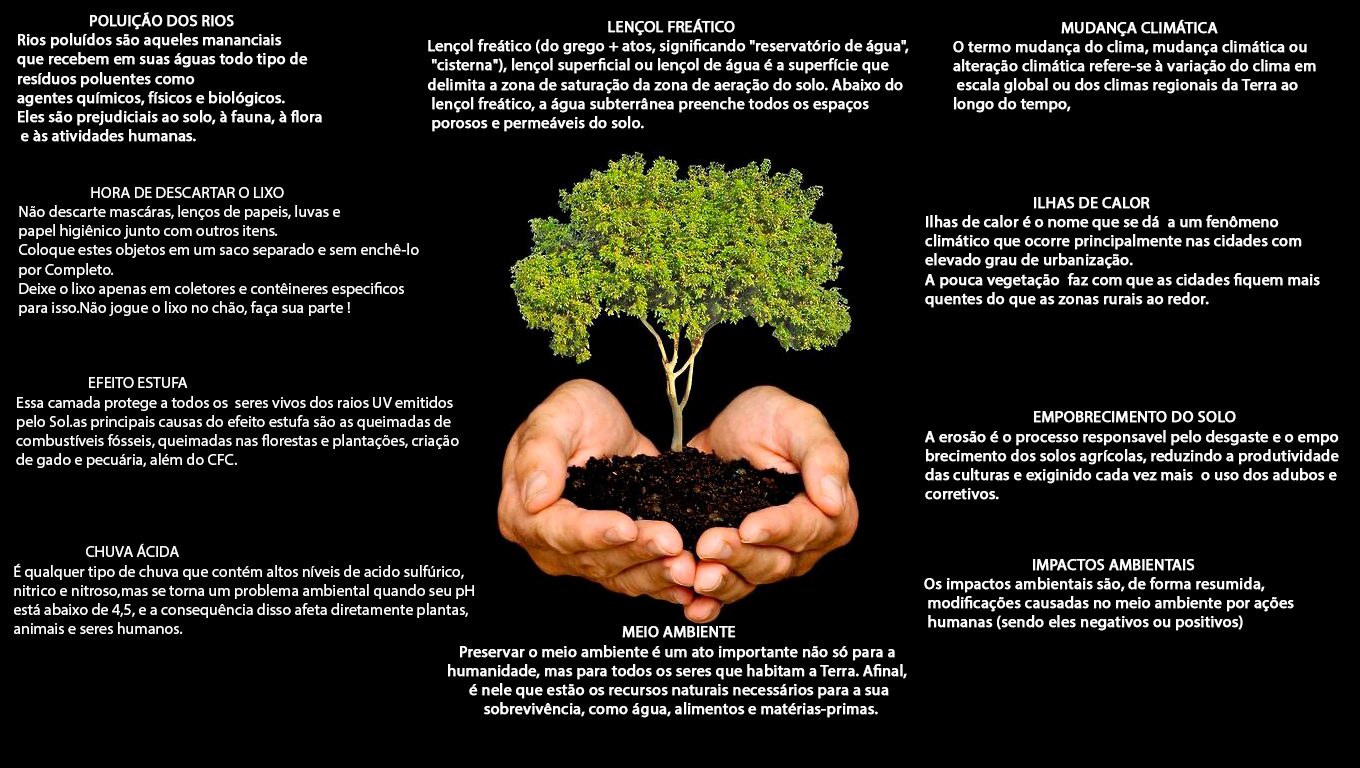 POLUIÇÃO DOS RIOS
Rios poluídos são aqueles mananciais
que recebem em suas águas todo tipo de
resíduos poluentes como
agentes químicos, físicos e biológicos.
Eles são prejudiciais ao solo, à fauna, à flora
e às atividades humanas.
HORA DE DESCARTAR O LIXO
Não descarte mascáras, lenços de papeis, luvas e
papel higiênico junto com outros itens.
Coloque estes objetos em um saco separado e sem enchê-lo
por Completo.
Deixe o lixo apenas em coletores e contêineres especificos
para isso.Não jogue o lixo no chão, faça sua parte !
EFEITO ESTUFA
Essa camada protege a todos os seres vivos dos raios UV emitidos
pelo Sol.as principais causas do efeito estufa são as queimadas de
combustíveis fósseis, queimadas nas florestas e plantações, criação
de gado e pecuária, além do CFC.
CHUVA ÁCIDA
É qualquer tipo de chuva que contém altos níveis de acido sulfúrico,
nitrico e nitroso,mas se torna um problema ambiental quando seu pH
está abaixo de 4,5, e a consequência disso afeta diretamente plantas,
animais e seres humanos.
LENÇOL FREÁTICO
Lençol freático (do grego + atos, significando "reservatório de água",
"cisterna"), lençol superficial ou lençol de água é a superfície que
delimita a zona de saturação da zona de aeração do solo. Abaixo do
lençol freático, a água subterrânea preenche todos os espaços
porosos e permeáveis do solo.
MEIO AMBIENTE
Preservar o meio ambiente é um ato importante não só para a
humanidade, mas para todos os seres que habitam a Terra. Afinal,
é nele que estão os recursos naturais necessários para a sua
sobrevivência, como água, alimentos e matérias-primas.
MUDANÇA CLIMÁTICA
O termo mudança do clima, mudança climática ou
alteração climática refere-se à variação do clima em
escala global ou dos climas regionais da Terra ao
longo do tempo,
ILHAS DE CALOR
Ilhas de calor é o nome que se dá a um fenômeno
climático que ocorre principalmente nas cidades com
elevado grau de urbanização.
A pouca vegetação faz com que as cidades fiquem mais
quentes do que as zonas rurais ao redor.
EMPOBRECIMENTO DO SOLO
A erosão é o processo responsavel pelo desgaste e o empo
brecimento dos solos agrícolas, reduzindo a produtividade
das culturas e exiginido cada vez mais o uso dos adubos e
corretivos.
IMPACTOS AMBIENTAIS
Os impactos ambientais são, de forma resumida,
modificações causadas no meio ambiente por ações
humanas (sendo eles negativos ou positivos)